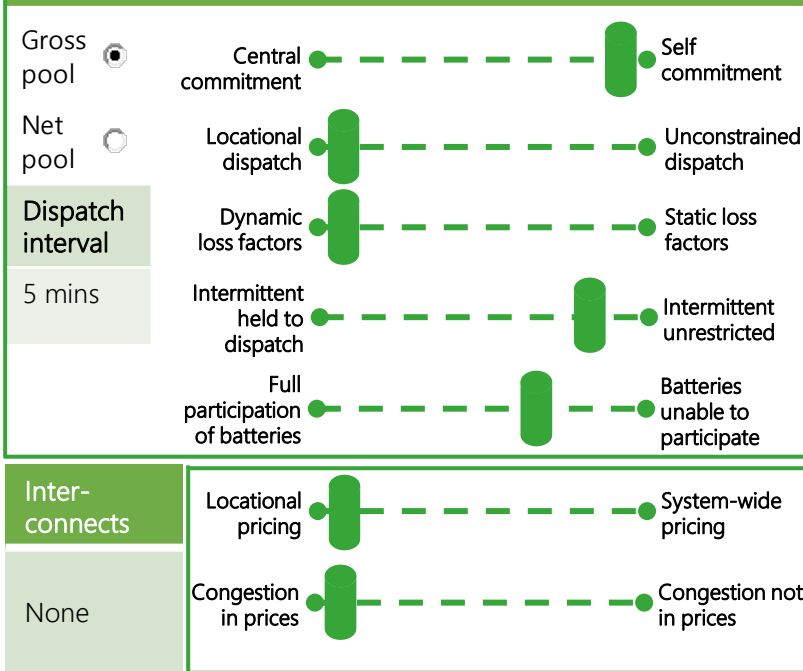 Gross
pool
Central
commitment
Self
commitment
Net
pool
Locational
dispatch
Unconstrained
dispatch
Dispatch
interval
Dynamic
loss factors
Static loss
factors
5 mins
Intermittent
held to
dispatch
Intermittent
unrestricted
Full
participation
of batteries
Batteries
unable to
participate
Inter-
connects
Locational
pricing
System-wide
pricing
None
Congestion
in prices
Congestion not
in prices